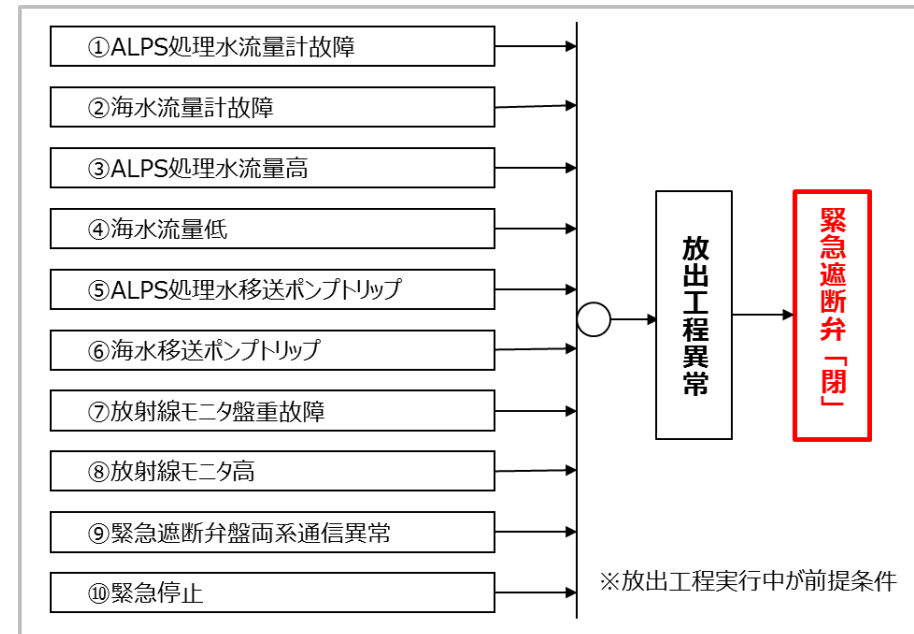 ①ALPS処理水流量計故障
②海水流量計故障
③ALPS処理水流量高
④海水流量低
⑤ALPS処理水移送ポンプトリップ
⑥海水移送ポンプトリップ
⑦放射線モニタ盤重故障
⑧放射線モニタ高
⑨緊急遮断弁盤両系通信異常
⑩緊急停止
放出工程異常
緊急遮断弁「閉」
※放出工程実行中が前提条件